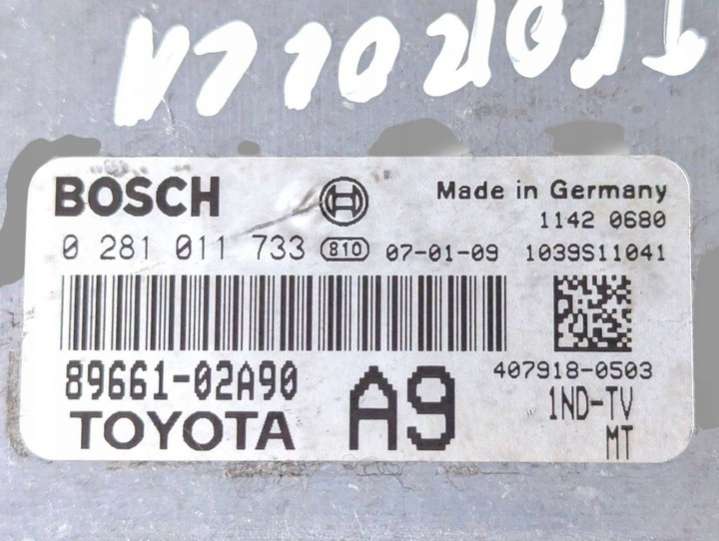 COROLLA
BOSCH Made in Germany
1142 0680
0 281 011 733 810 07-01-09 1039S11041
89661-02A90 A9 407918-0503
TOYOTA 1ND-TV
MT